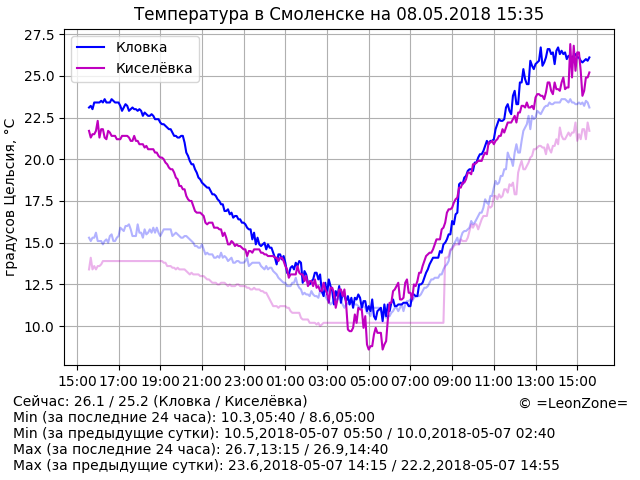 Температура в Смоленске на 08.05.2018 15:35
Кловка
Киселёвка
градусов Цельсия, °C
27.5
25.0
22.5
20.0
17.5
15.0
12.5
10.0
15:00 17:00 19:00 21:00 23:00 01:00 03:00 05:00 07:00 09:00 11:00 13:00 15:00
Сейчас: 26.1 / 25.2 (Кловка / Киселёвка)
© =LeonZone=
Min (за последние 24 часа): 10.3,05:40 / 8.6,05:00
Min (за предыдущие сутки): 10.5,2018-05-07 05:50 / 10.0,2018-05-07 02:40
Max (за последние 24 часа): 26.7,13:15 / 26.9,14:40
Max (за предыдущие сутки): 23.6,2018-05-07 14:15 / 22.2,2018-05-07 14:55